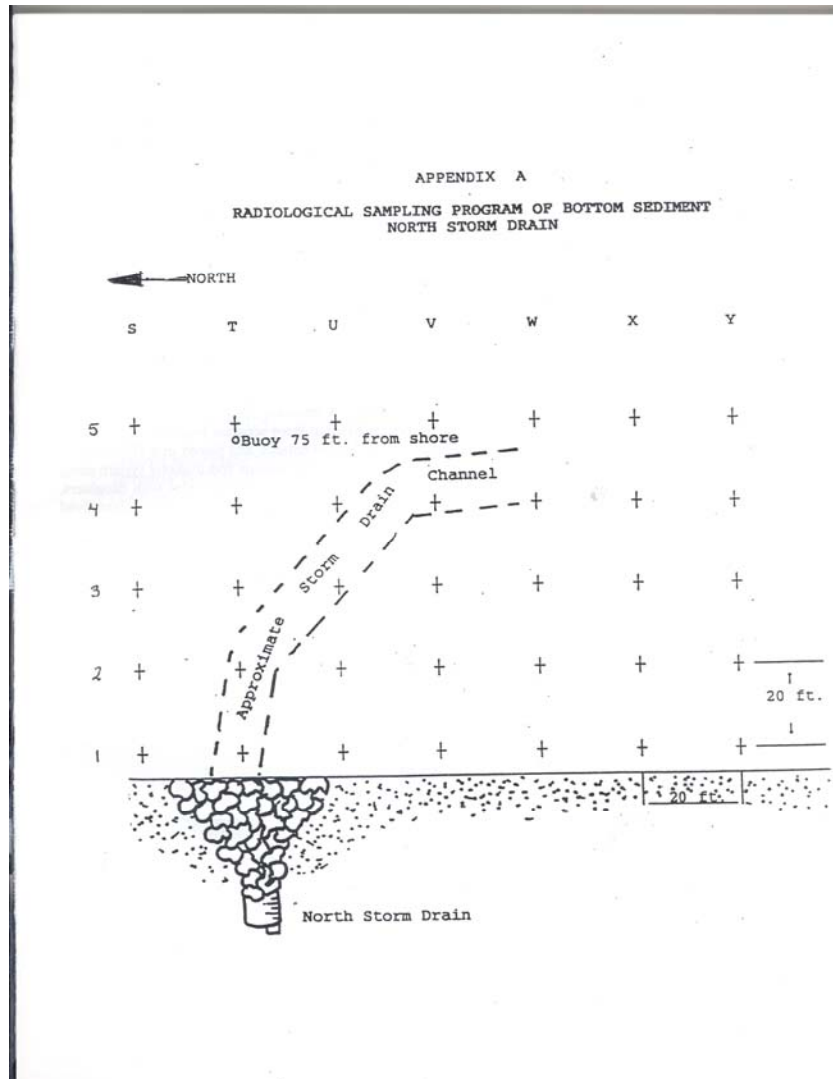 APPENDIX A
RADIOLOGICAL SAMPLING PROGRAM OF BOTTOM SEDIMENT
NORTH STORM DRAIN
NORTH
S T U V W X Y
5
Buoy 75 ft. from shore
Channel
4
Drain
3
Storm
2
Approximate
20 ft.
1
20 ft.
North Storm Drain